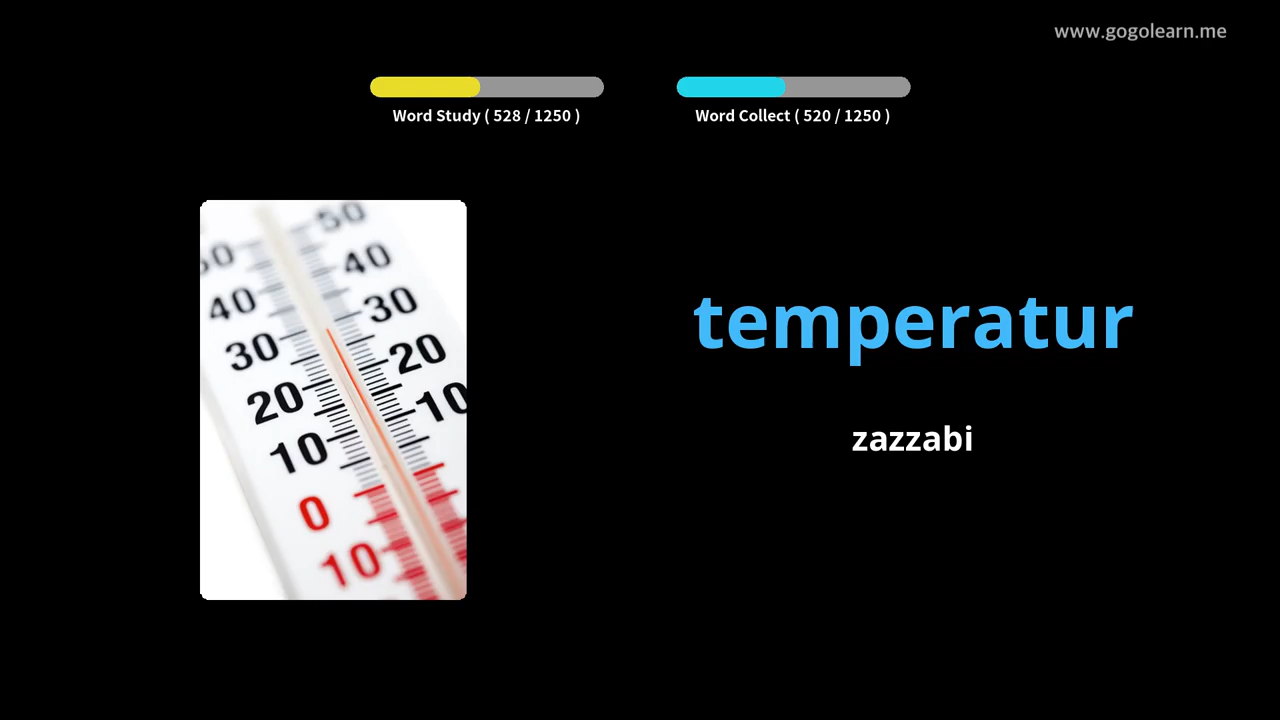 www.gogolearn.me
Word Study ( 528 / 1250 )
Word Collect ( 520 / 1250 )
temperatur
zazzabi
50
50
40
40
30
30
20
20
10
10
0
10